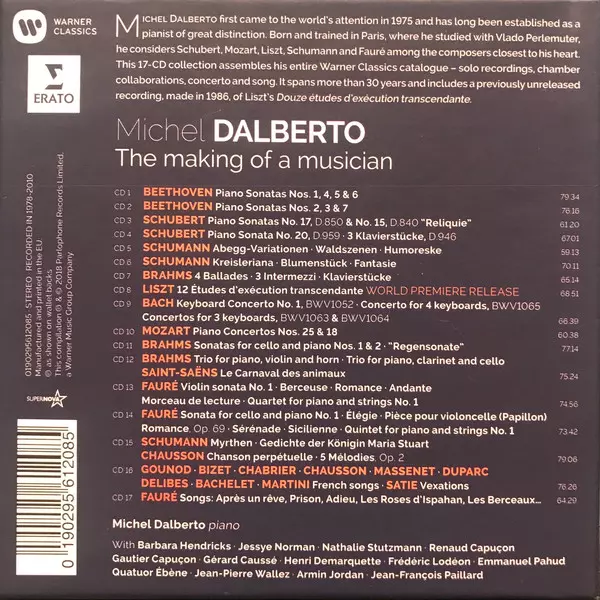 WARNER
CLASSICS
ERATO
MICHEL DALBERTO first came to the world's attention in 1975 and has long been established as a
pianist of great distinction. Born and trained in Paris, where he studied with Vlado Perlemuter,
he considers Schubert, Mozart, Liszt, Schumann and Fauré among the composers closest to his heart.
This 17-CD collection assembles his entire Warner Classics catalogue – solo recordings, chamber
collaborations, concerto and song. It spans more than 30 years and includes a previously unreleased
recording, made in 1986, of Liszt's Douze études d'exécution transcendante.
Michel DALBERTO
The making of a musician
CD 1 BEETHOVEN Piano Sonatas Nos. 1, 4, 5 & 6 79.34
CD 2 BEETHOVEN Piano Sonatas Nos. 2, 3 & 7 76.16
CD 3 SCHUBERT Piano Sonatas No. 17, D.850 & No. 15, D.840 "Reliquie" 61.20
CD 4 SCHUBERT Piano Sonata No. 20, D.959 · 3 Klavierstücke, D.946 67.01
CD 5 SCHUMANN Abegg-Variationen · Waldszenen · Humoreske 59.13
CD 6 SCHUMANN Kreisleriana · Blumenstück · Fantasie 70.11
CD 7 BRAHMS 4 Ballades · 3 Intermezzi · Klavierstücke 65.14
CD 8 LISZT 12 Études d'exécution transcendante WORLD PREMIERE RELEASE 68.51
CD 9 BACH Keyboard Concerto No. 1, BWV1052 · Concerto for 4 keyboards, BWV1065
Concertos for 3 keyboards, BWV1063 & BWV1064 66.39
CD 10 MOZART Piano Concertos Nos. 25 & 18 60.38
CD 11 BRAHMS Sonatas for cello and piano Nos. 1 & 2 · "Regensonate" 77.14
CD 12 BRAHMS Trio for piano, violin and horn · Trio for piano, clarinet and cello
SAINT-SAËNS Le Carnaval des animaux 75.24
CD 13 FAURÉ Violin sonata No. 1 · Berceuse · Romance · Andante
Morceau de lecture · Quartet for piano and strings No. 1 74.56
CD 14 FAURÉ Sonata for cello and piano No. 1 · Élégie · Pièce pour violoncelle (Papillon)
Romance, Op. 69 · Sérénade · Sicilienne · Quintet for piano and strings No. 1 73.42
CD 15 SCHUMANN Myrthen · Gedichte der Königin Maria Stuart
CHAUSSON Chanson perpétuelle · 5 Mélodies, Op. 2 79.06
CD 16 GOUNOD · BIZET · CHABRIER · CHAUSSON · MASSENET · DUPARC
DELIBES · BACHELET · MARTINI French songs · SATIE Vexations 76.26
CD 17 FAURÉ Songs: Après un rêve, Prison, Adieu, Les Roses d'Ispahan, Les Berceaux... 64.29
Michel Dalberto piano
With Barbara Hendricks · Jessye Norman · Nathalie Stutzmann · Renaud Capuçon
Gautier Capuçon · Gérard Caussé · Henri Demarquette · Frédéric Lodéon · Emmanuel Pahud
Quatuor Ébène · Jean-Pierre Wallez · Armin Jordan · Jean-François Paillard
0190295612085 STEREO RECORDED IN 1978-2010
Manufactured and printed in the EU.
℗ as shown on wallet backs
This compilation ℗ & © 2018 Parlophone Records Limited,
a Warner Music Group Company
SUPERNOVA
0 190295 612085